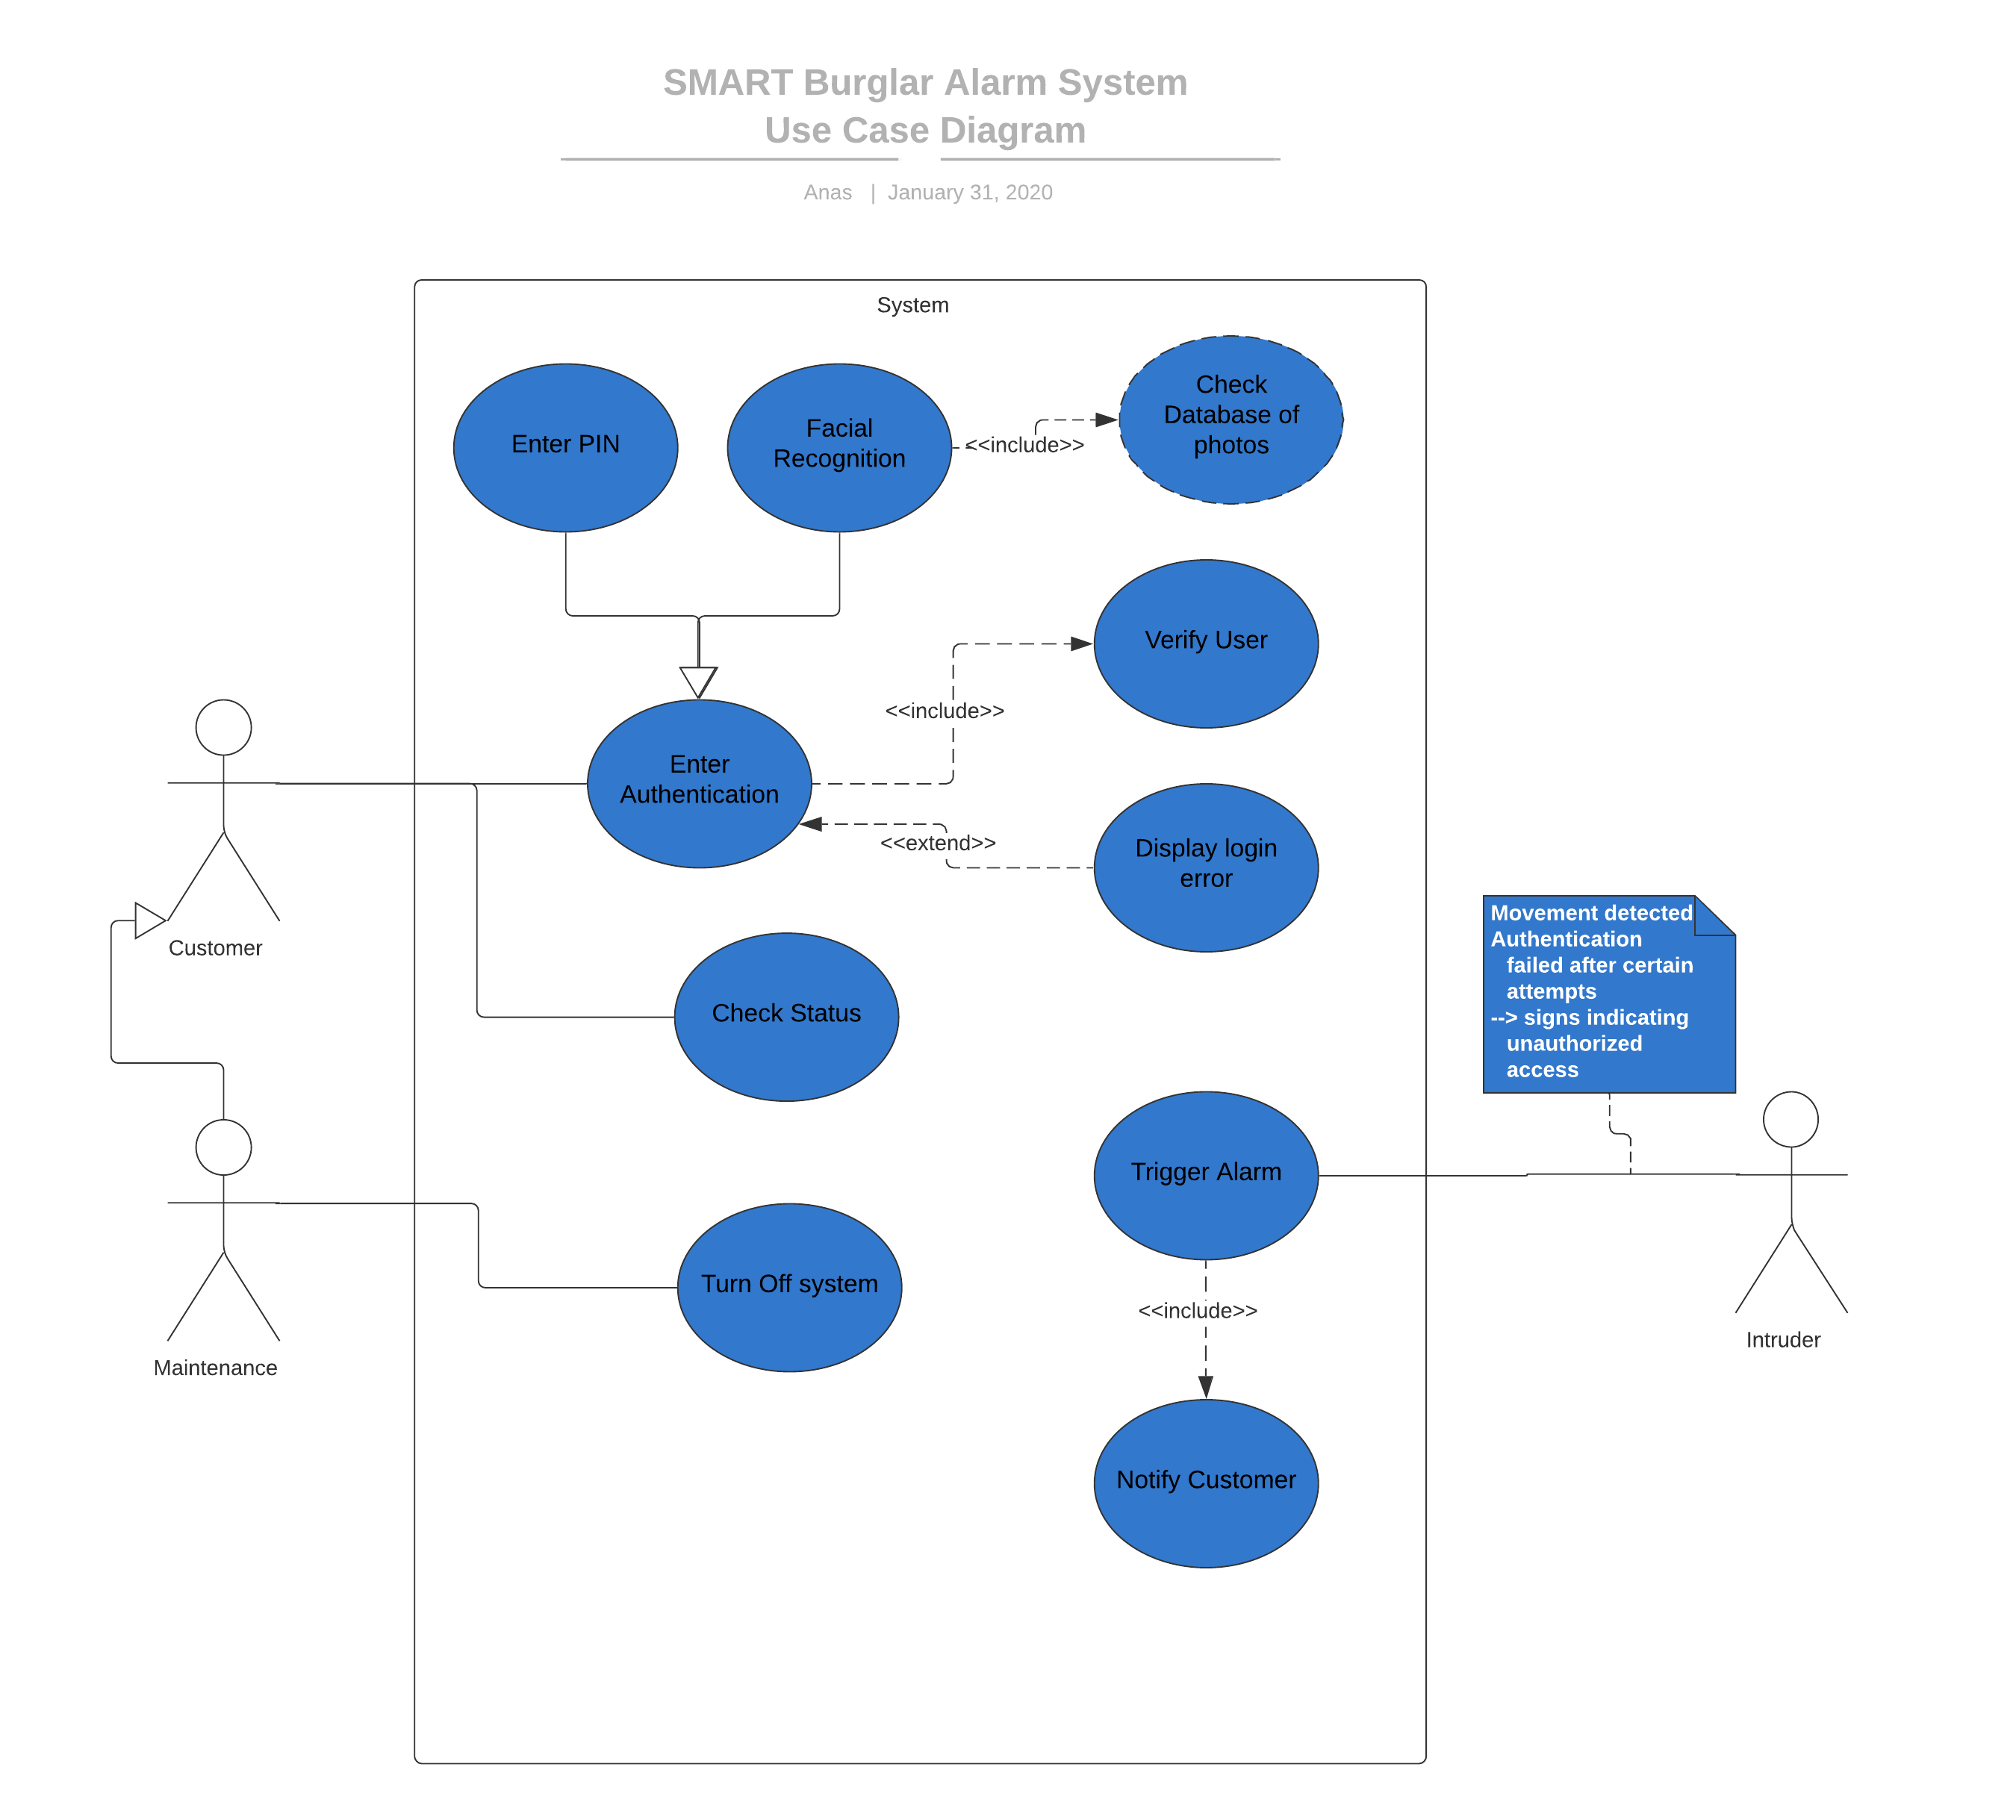 SMART Burglar Alarm System
Use Case Diagram
Anas | January 31, 2020
System
Enter PIN
Facial
Recognition
<<include>>
Check
Database of
photos
Verify User
<<include>>
Enter
Authentication
<<extend>>
Display login
error
Customer
Check Status
Movement detected
Authentication
failed after certain
attempts
--> signs indicating
unauthorized
access
Trigger Alarm
Turn Off system
<<include>>
Intruder
Maintenance
Notify Customer